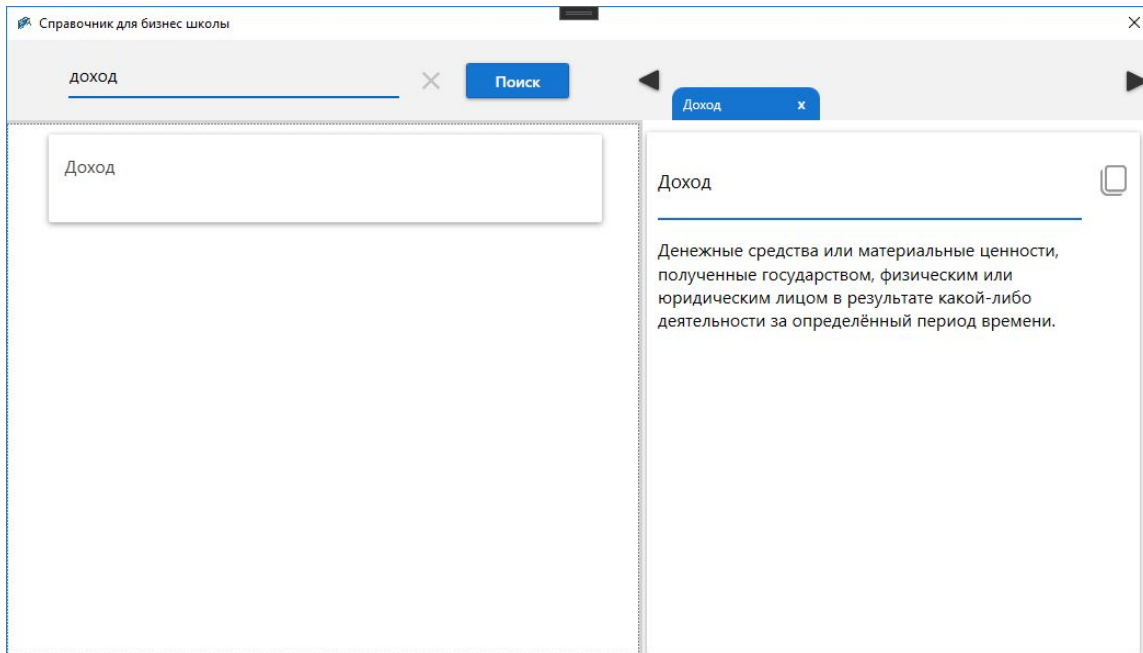 Справочник для бизнес школы
доход
Поиск
Доход x
Доход
Доход
Денежные средства или материальные ценности,
полученные государством, физическим или
юридическим лицом в результате какой-либо
деятельности за определённый период времени.